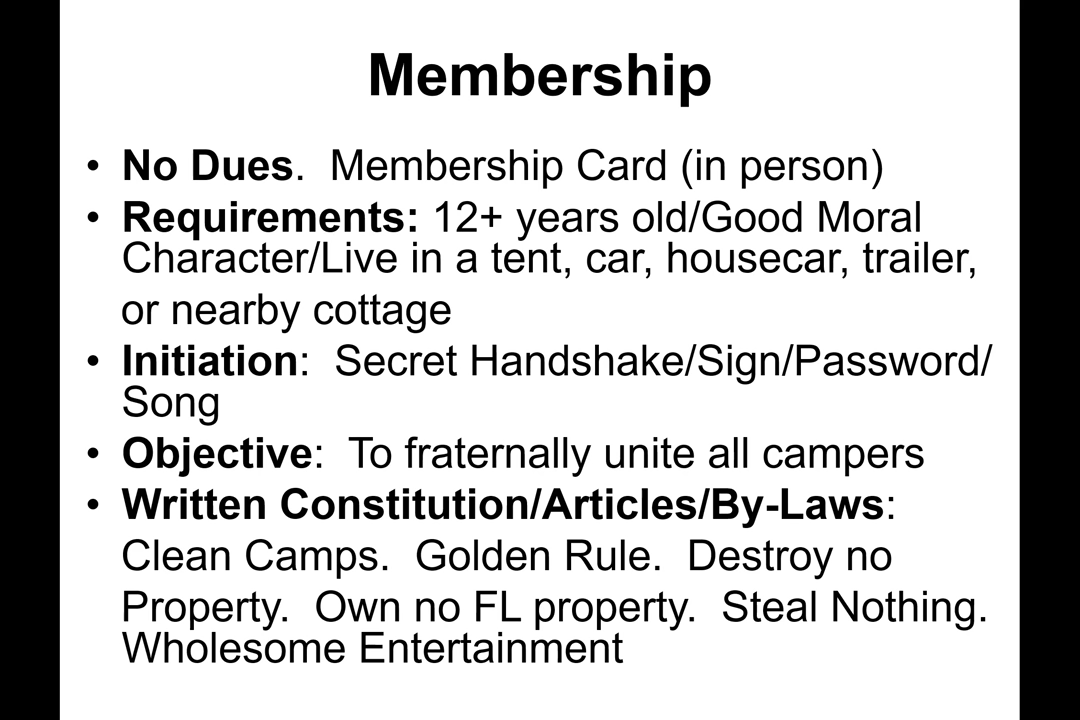 Membership
• No Dues.  Membership Card (in person)
• Requirements: 12+ years old/Good Moral
Character/Live in a tent, car, housecar, trailer,
or nearby cottage
• Initiation:  Secret Handshake/Sign/Password/
Song
• Objective:  To fraternally unite all campers
• Written Constitution/Articles/By-Laws:
Clean Camps.  Golden Rule.  Destroy no
Property.  Own no FL property.  Steal Nothing.
Wholesome Entertainment